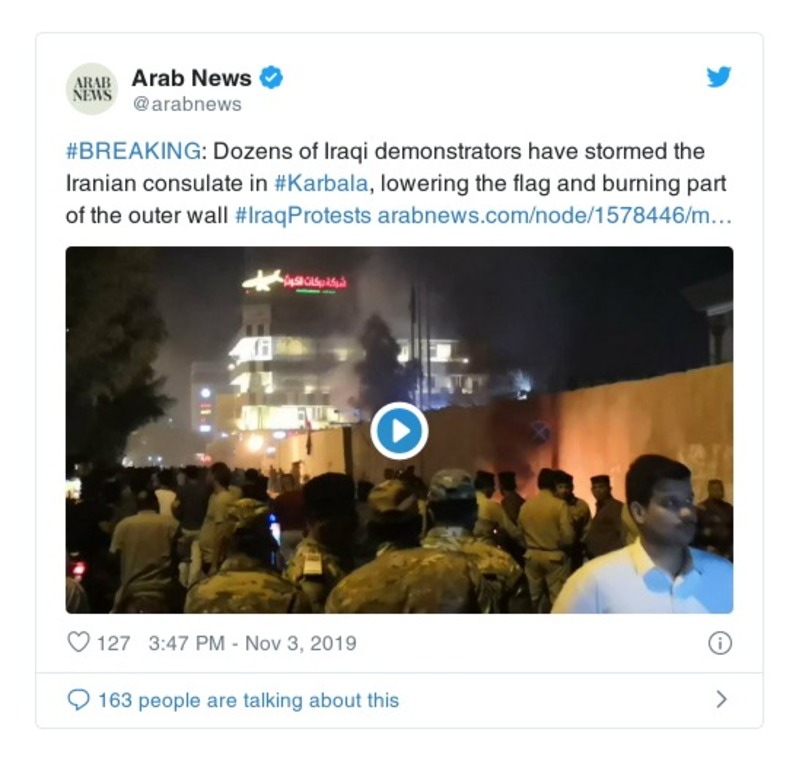 ARAB
NEWS
Arab News
@arabnews
#BREAKING: Dozens of Iraqi demonstrators have stormed the
Iranian consulate in #Karbala, lowering the flag and burning part
of the outer wall #IraqProtests arabnews.com/node/1578446/m…
شركة بركات الكون
127 3:47 PM - Nov 3, 2019
163 people are talking about this